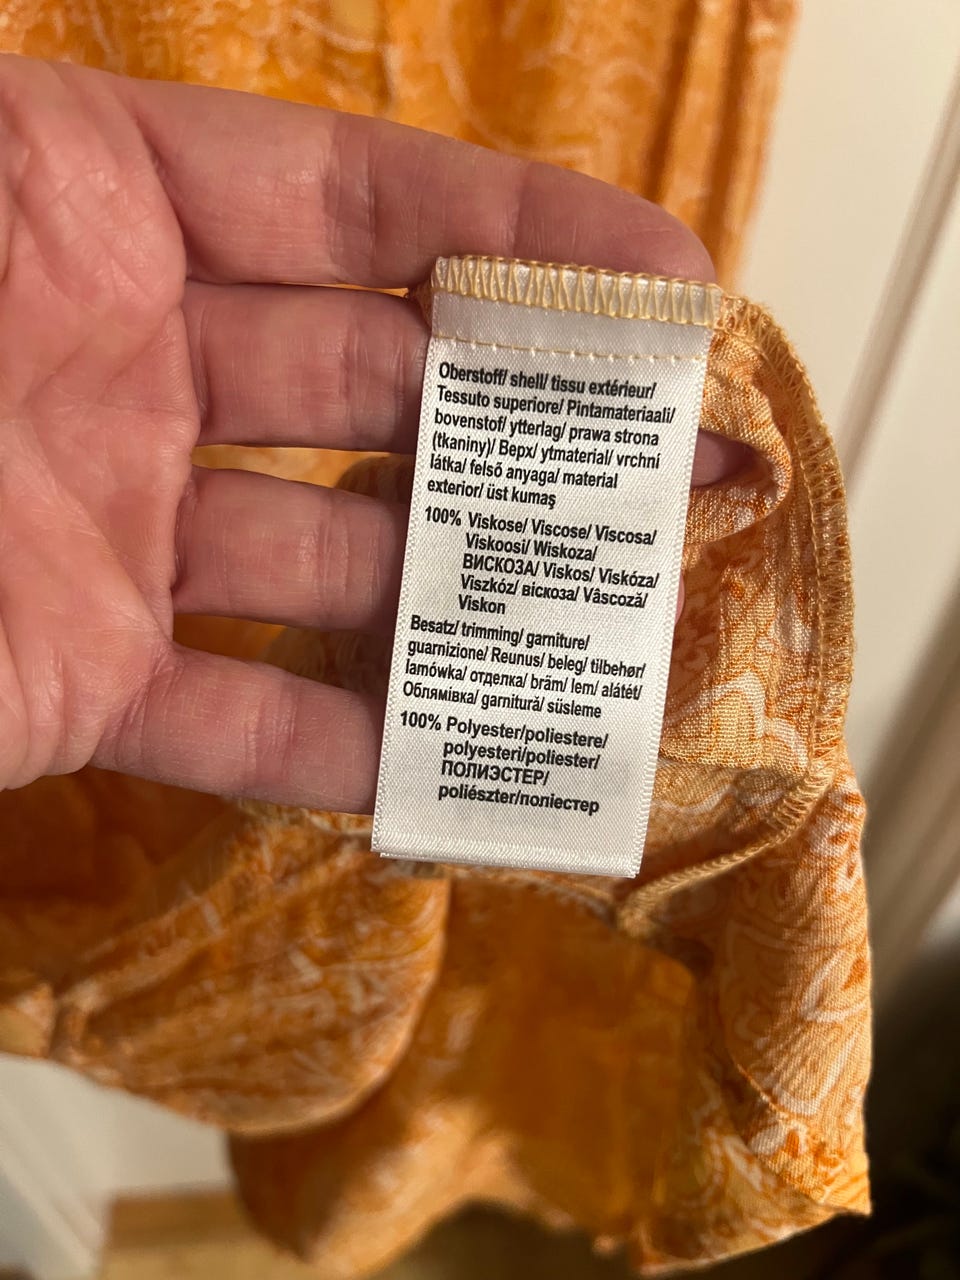 Oberstoff/ shell/ tissu extérieur/
Tessuto superiore/ Pintamateriaali/
bovenstof/ ytterlag/ prawa strona
(tkaniny)/ Верх/ ytmaterial/ vrchní
látka/ felső anyaga/ material
exterior/ üst kumaş
100% Viskose/ Viscose/ Viscosa/
Viskoosi/ Wiskoza/
ВИСКОЗА/ Viskos/ Viskóza/
Viszkóz/ віскоза/ Vâscoză/
Viskon
Besatz/ trimming/ garniture/
guarnizione/ Reunus/ beleg/ tilbehør/
lamówka/ отделка/ bräm/ lem/ alátét/
Облямівка/ garnitură/ süsleme
100% Polyester/poliestere/
polyesteri/poliester/
ПОЛИЭСТЕР/
poliészter/поліестер